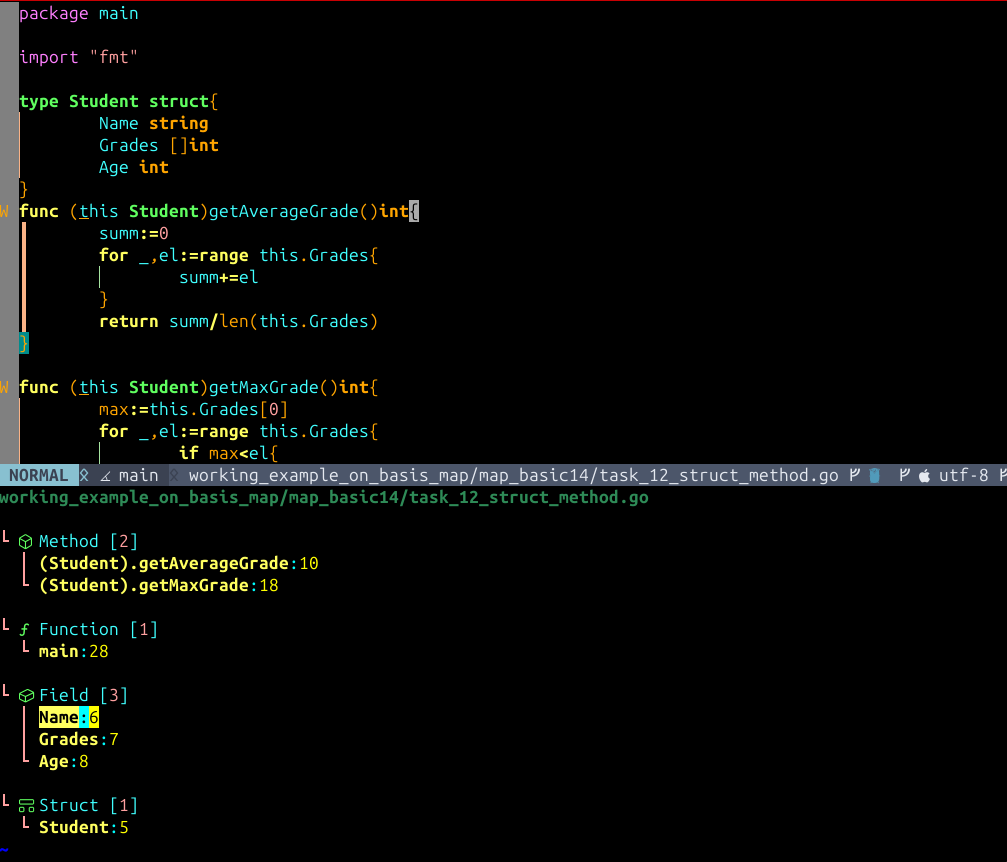 package main
import "fmt"
type Student struct{
Name string
Grades []int
Age int
}
W func (this Student)getAverageGrade()int{
summ:=0
for _,el:=range this.Grades{
summ+=el
}
return summ/len(this.Grades)
}
W func (this Student)getMaxGrade()int{
max:=this.Grades[0]
for _,el:=range this.Grades{
if max<el{
NORMAL main working_example_on_basis_map/map_basic14/task_12_struct_method.go utf-8
working_example_on_basis_map/map_basic14/task_12_struct_method.go
Method [2]
(Student).getAverageGrade:10
(Student).getMaxGrade:18
Function [1]
main:28
Field [3]
Name:6
Grades:7
Age:8
Struct [1]
Student:5
~